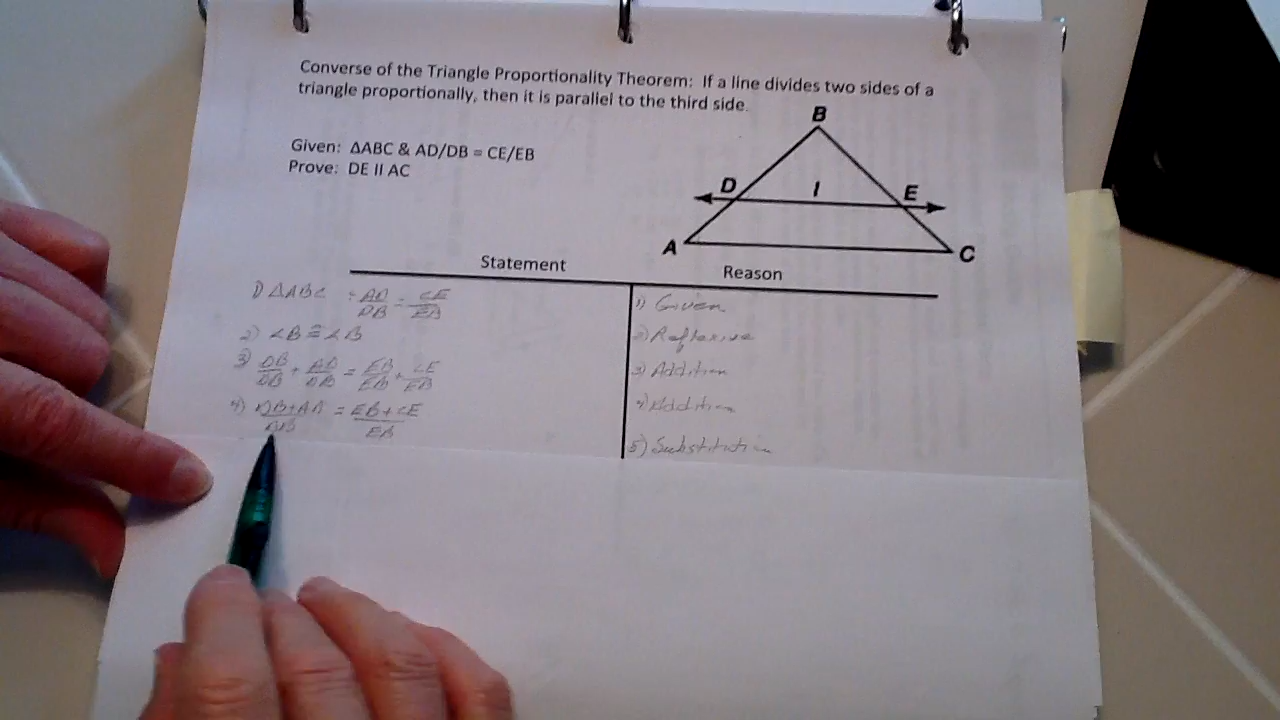 Converse of the Triangle Proportionality Theorem: If a line divides two sides of a
triangle proportionally, then it is parallel to the third side.
Given: ΔABC & AD/DB = CE/EB
Prove: DE II AC
B
D
l
E
A
C
Statement
Reason
1) ΔABC ; AD/DB = CE/EB
1) Given
2) ∠B ≅ ∠B
2) Reflexive
3) DB/DB + AD/DB = EB/EB + CE/EB
3) Addition
4) DB+AD/DB = EB+CE/EB
4) Addition
5) Substitution